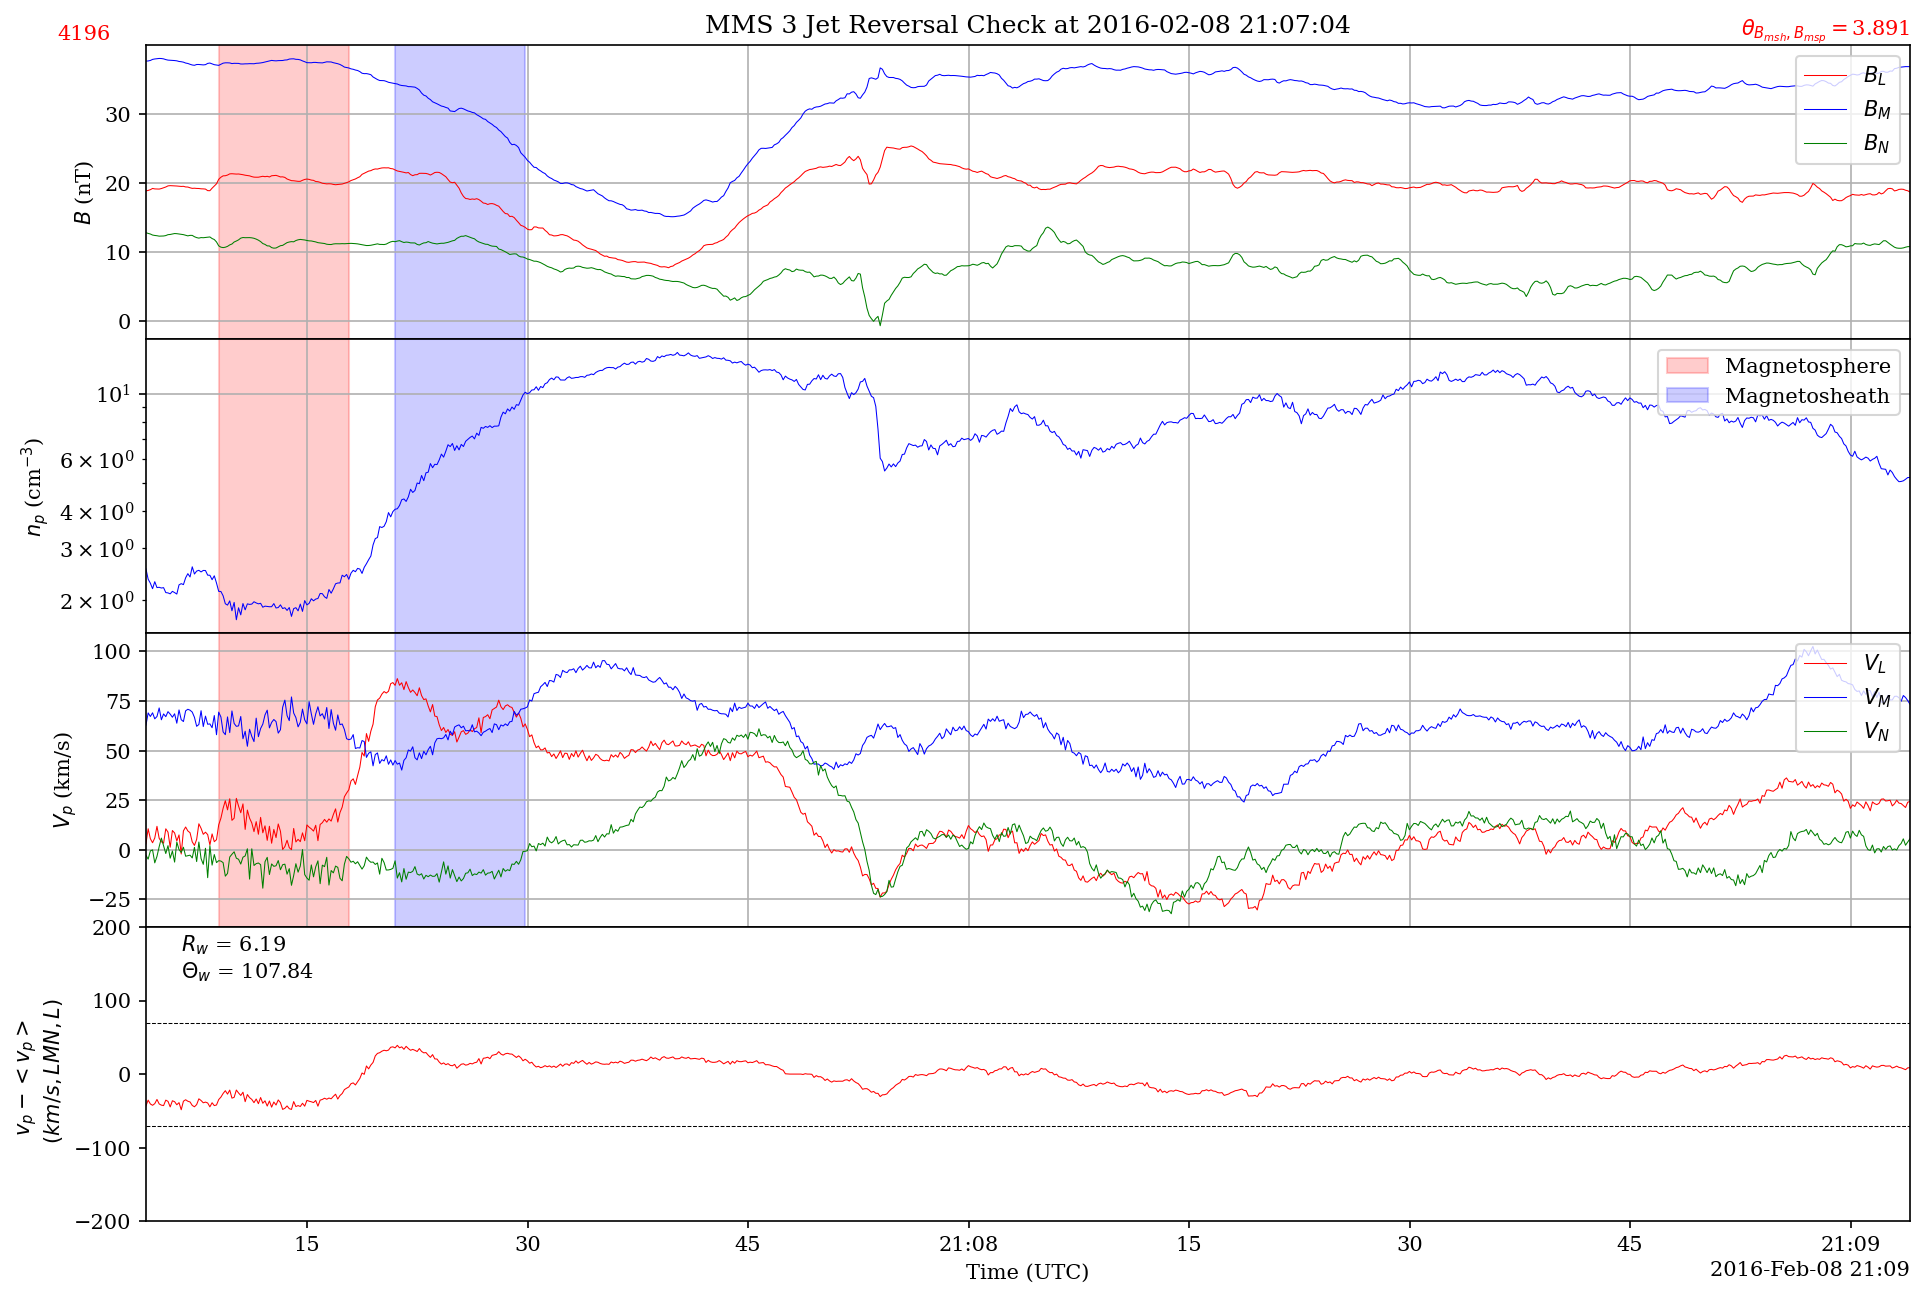 MMS 3 Jet Reversal Check at 2016-02-08 21:07:04
4196
θ_{B_{msh}, B_{msp}} = 3.891
B (nT)
30
20
10
0
B_L
B_M
B_N
n_p (cm^{-3})
10^1
6 × 10^0
4 × 10^0
3 × 10^0
2 × 10^0
Magnetosphere
Magnetosheath
V_p (km/s)
100
75
50
25
0
−25
V_L
V_M
V_N
v_p − < v_p >
(km/s, LMN, L)
200
100
0
−100
−200
R_w = 6.19
Θ_w = 107.84
15 30 45 21:08 15 30 45 21:09
Time (UTC)
2016-Feb-08 21:09